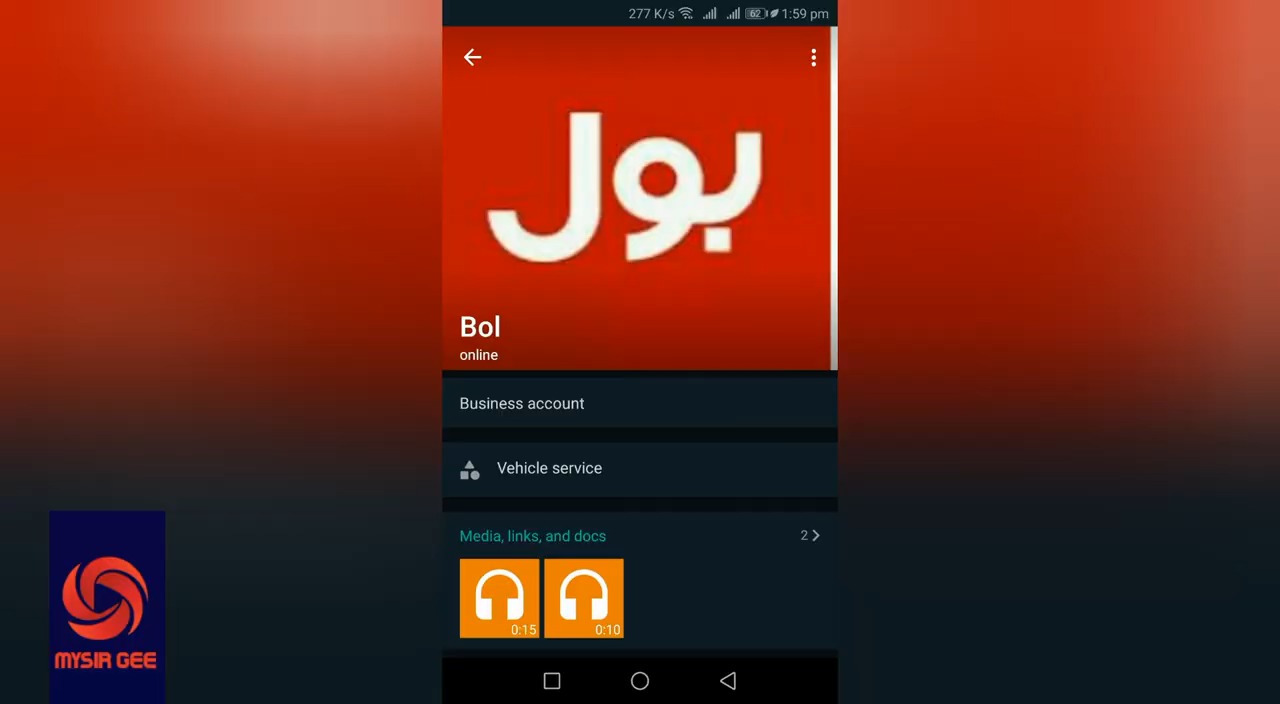 277 K/s 62 1:59 pm
بول
Bol
online
Business account
Vehicle service
Media, links, and docs 2
0:15 0:10
MYSIR GEE